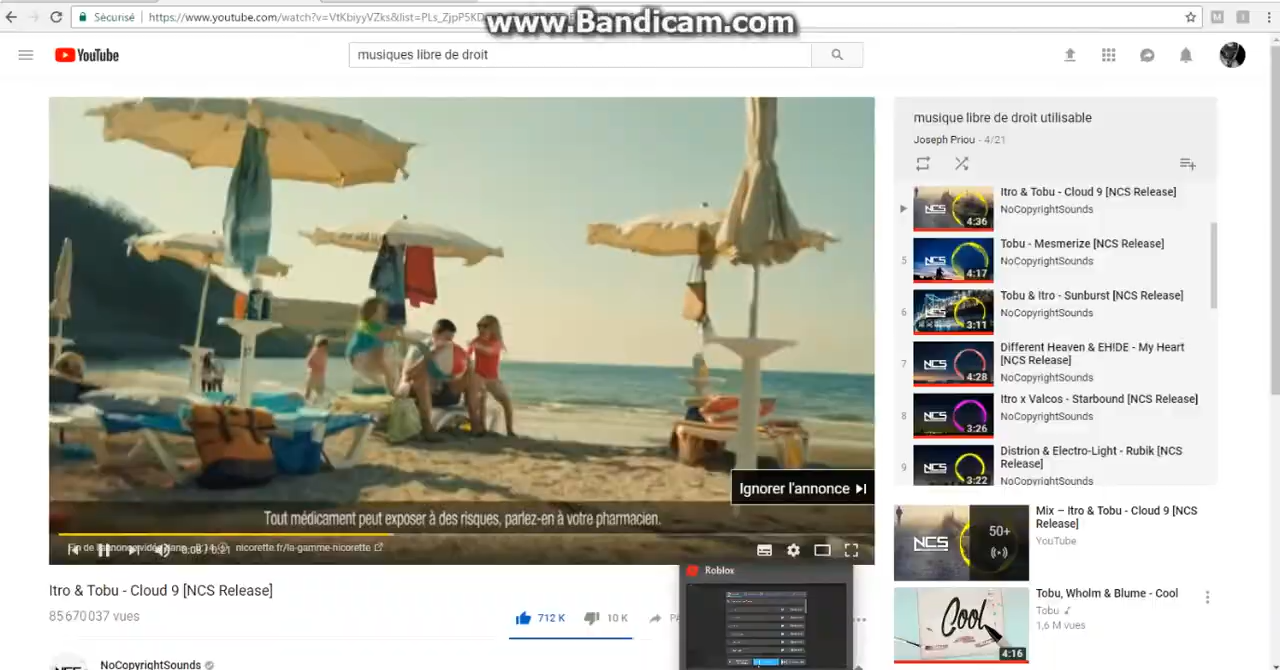 www.Bandicam.com
Sécurisé
https://www.youtube.com/watch?v=VtKbiyyVZks&list=PLs_ZjpP5KD
YouTube
musiques libre de droit
musique libre de droit utilisable
Joseph Priou - 4/21
Itro & Tobu - Cloud 9 [NCS Release]
NoCopyrightSounds
NCS
4:36
5
Tobu - Mesmerize [NCS Release]
NoCopyrightSounds
NCS
4:17
6
Tobu & Itro - Sunburst [NCS Release]
NoCopyrightSounds
NCS
3:11
7
Different Heaven & EH!DE - My Heart
[NCS Release]
NoCopyrightSounds
NCS
4:28
8
Itro x Valcos - Starbound [NCS Release]
NoCopyrightSounds
NCS
3:26
9
Distrion & Electro-Light - Rubik [NCS
Release]
NoCopyrightSounds
NCS
3:22
Ignorer l'annonce
Tout médicament peut exposer à des risques, parlez-en à votre pharmacien.
nicorette.fr/la-gamme-nicorette
Roblox
Itro & Tobu - Cloud 9 [NCS Release]
85 670 037 vues
712 K
10 K
NoCopyrightSounds
Mix – Itro & Tobu - Cloud 9 [NCS
Release]
YouTube
NCS
50+
Tobu, Wholm & Blume - Cool
Tobu
1,6 M vues
Cool
4:16